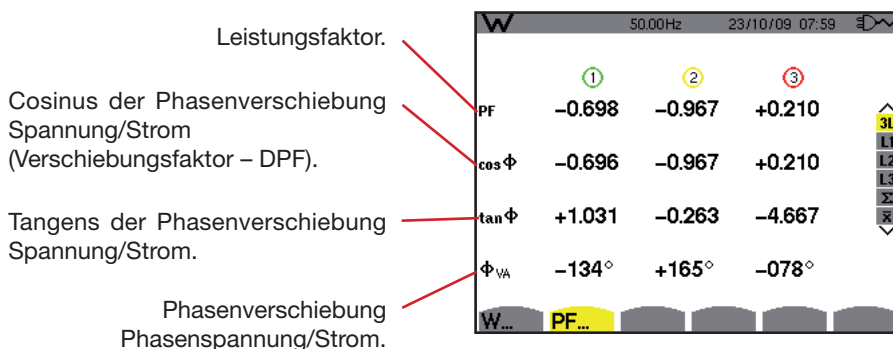 Leistungsfaktor.
Cosinus der Phasenverschiebung
Spannung/Strom
(Verschiebungsfaktor – DPF).
Tangens der Phasenverschiebung
Spannung/Strom.
Phasenverschiebung
Phasenspannung/Strom.
W 50.00Hz 23/10/09 07:59
1 2 3
PF −0.698 −0.967 +0.210
cos Φ −0.696 −0.967 +0.210
tan Φ +1.031 −0.263 −4.667
ΦVA −134° +165° −078°
3L
L1
L2
L3
Σ
x̄
W... PF...